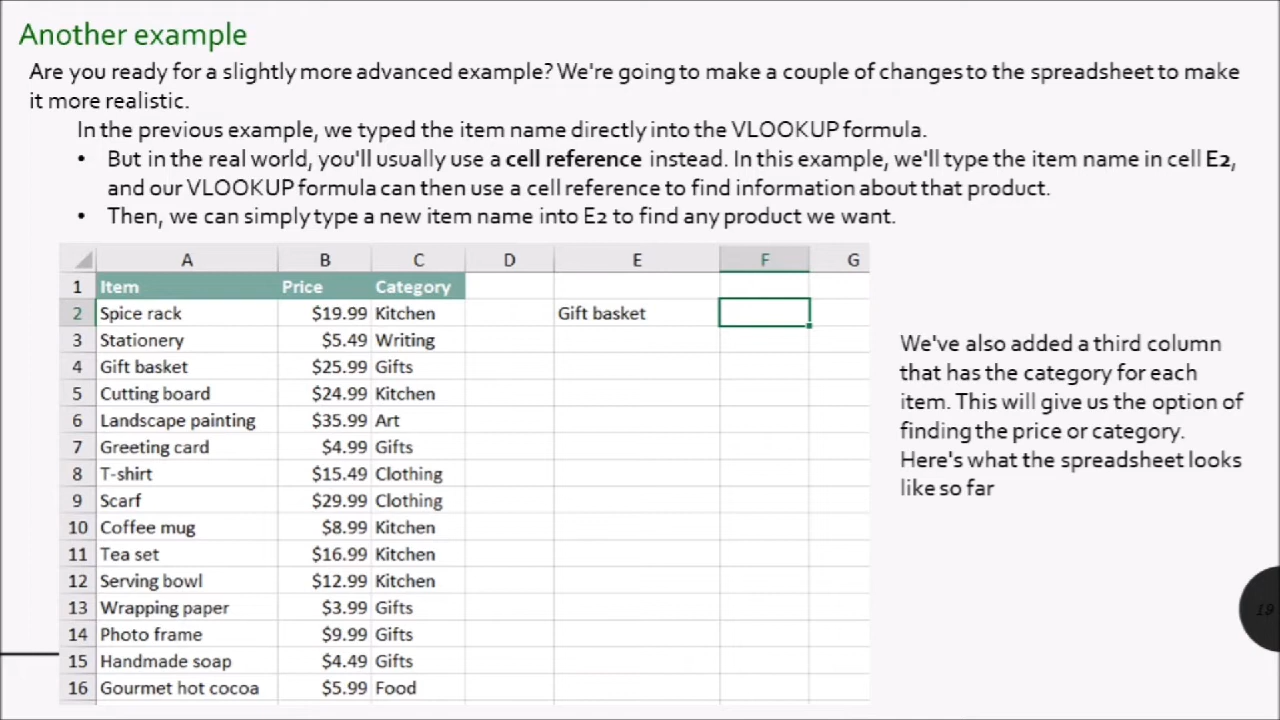 Another example
Are you ready for a slightly more advanced example? We're going to make a couple of changes to the spreadsheet to make
it more realistic.
In the previous example, we typed the item name directly into the VLOOKUP formula.
• But in the real world, you'll usually use a cell reference instead. In this example, we'll type the item name in cell E2,
and our VLOOKUP formula can then use a cell reference to find information about that product.
• Then, we can simply type a new item name into E2 to find any product we want.
A B C D E F G
1 Item Price Category
2 Spice rack $19.99 Kitchen Gift basket
3 Stationery $5.49 Writing
4 Gift basket $25.99 Gifts
5 Cutting board $24.99 Kitchen
6 Landscape painting $35.99 Art
7 Greeting card $4.99 Gifts
8 T-shirt $15.49 Clothing
9 Scarf $29.99 Clothing
10 Coffee mug $8.99 Kitchen
11 Tea set $16.99 Kitchen
12 Serving bowl $12.99 Kitchen
13 Wrapping paper $3.99 Gifts
14 Photo frame $9.99 Gifts
15 Handmade soap $4.49 Gifts
16 Gourmet hot cocoa $5.99 Food
We've also added a third column
that has the category for each
item. This will give us the option of
finding the price or category.
Here's what the spreadsheet looks
like so far
19